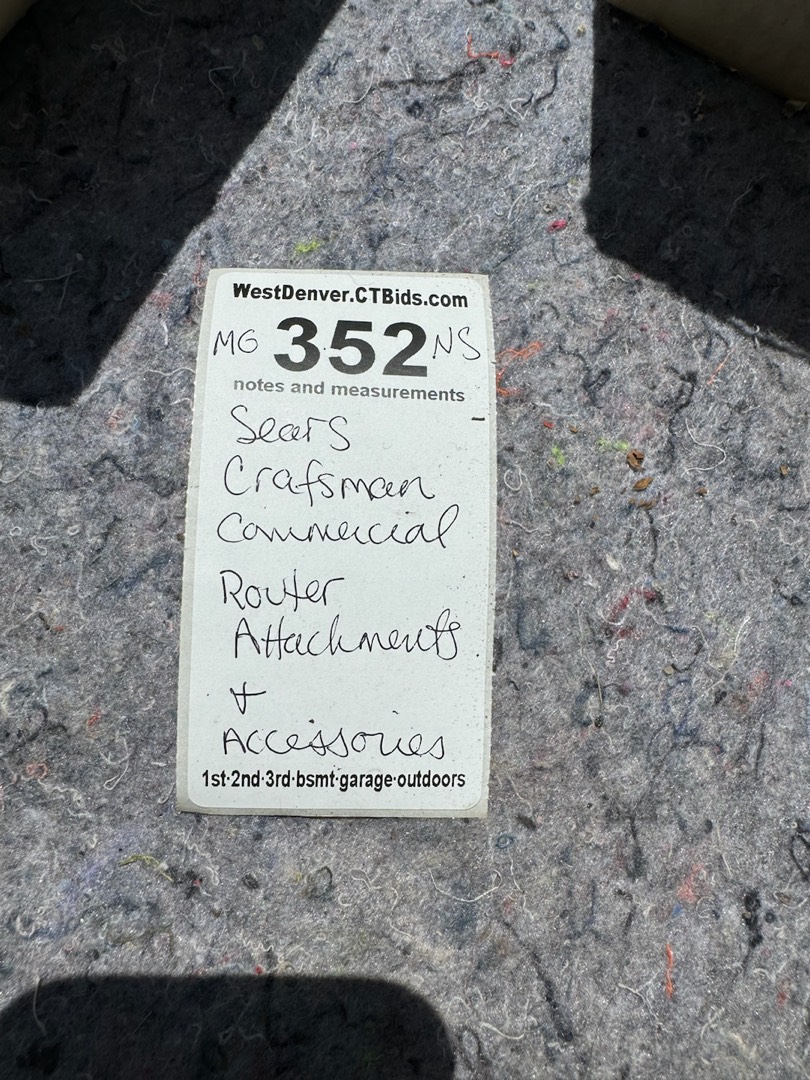 WestDenver.CTBids.com
MG 352 NS
notes and measurements
Sears
Crafsman
Commercial
Router
Attachments
+
Accessories
1st·2nd·3rd·bsmt·garage·outdoors